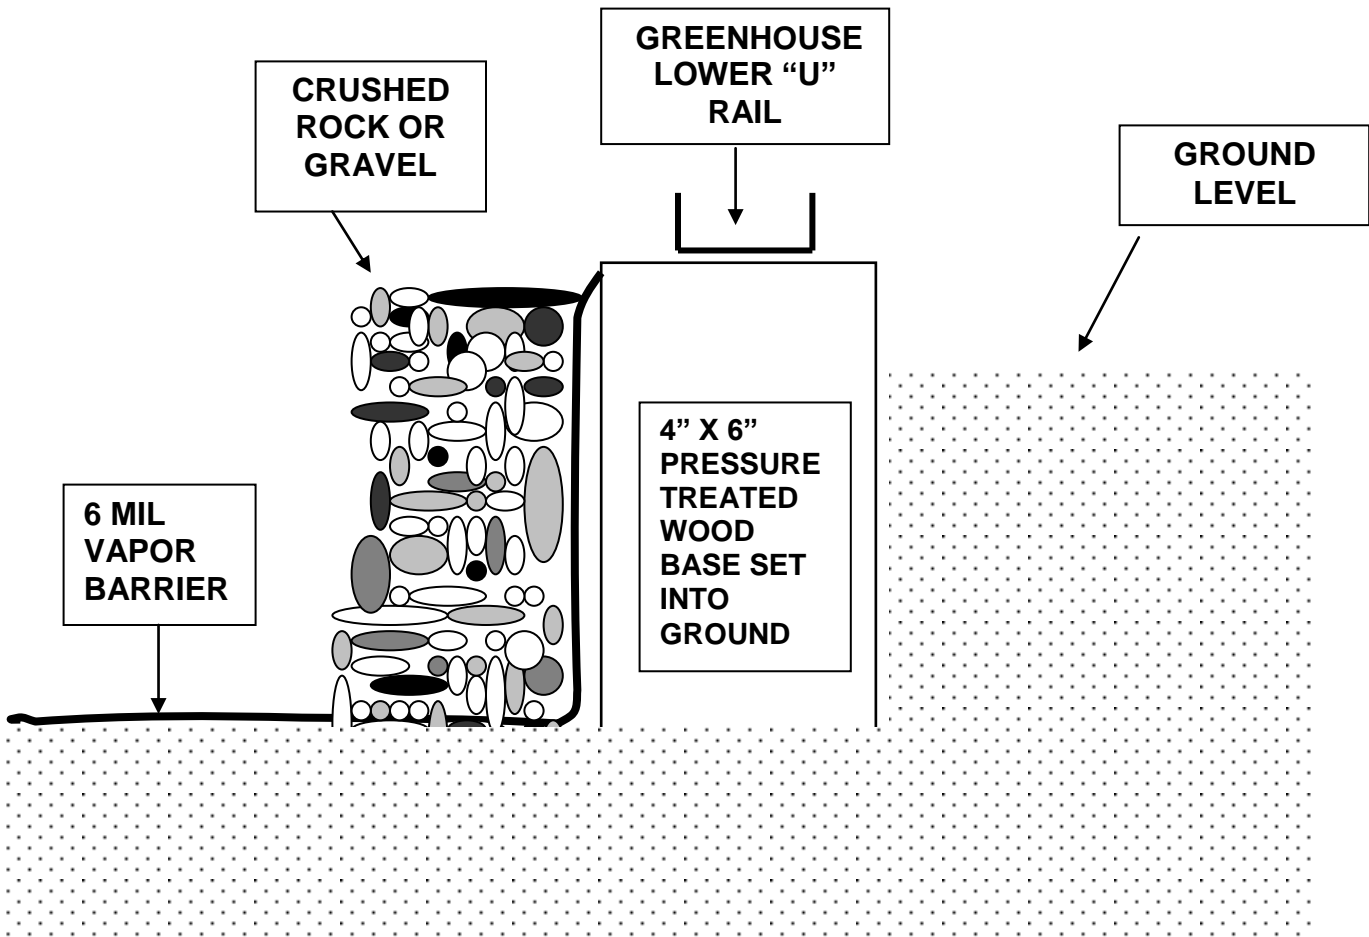 GREENHOUSE
LOWER “U”
RAIL
CRUSHED
ROCK OR
GRAVEL
GROUND
LEVEL
4” X 6”
PRESSURE
TREATED
WOOD
BASE SET
INTO
GROUND
6 MIL
VAPOR
BARRIER